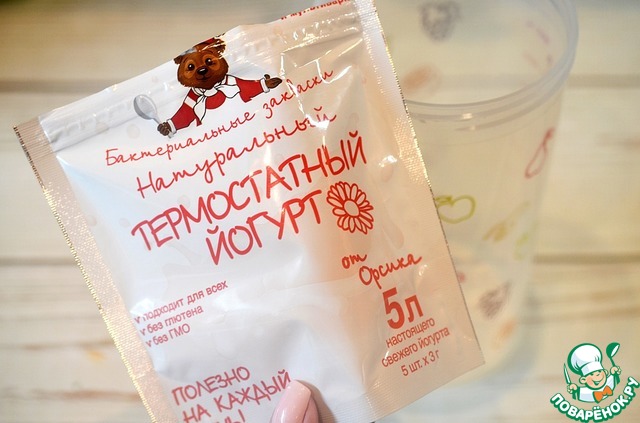 Бактериальные закваски
Натуральный
ТЕРМОСТАТНЫЙ
ЙОГУРТ
от Орсика
подходит для всех
без глютена
без ГМО
5л
настоящего
свежего йогурта
5 шт. х 3 г
ПОЛЕЗНО
НА КАЖДЫЙ
ПОВАРЁНОК.РУ